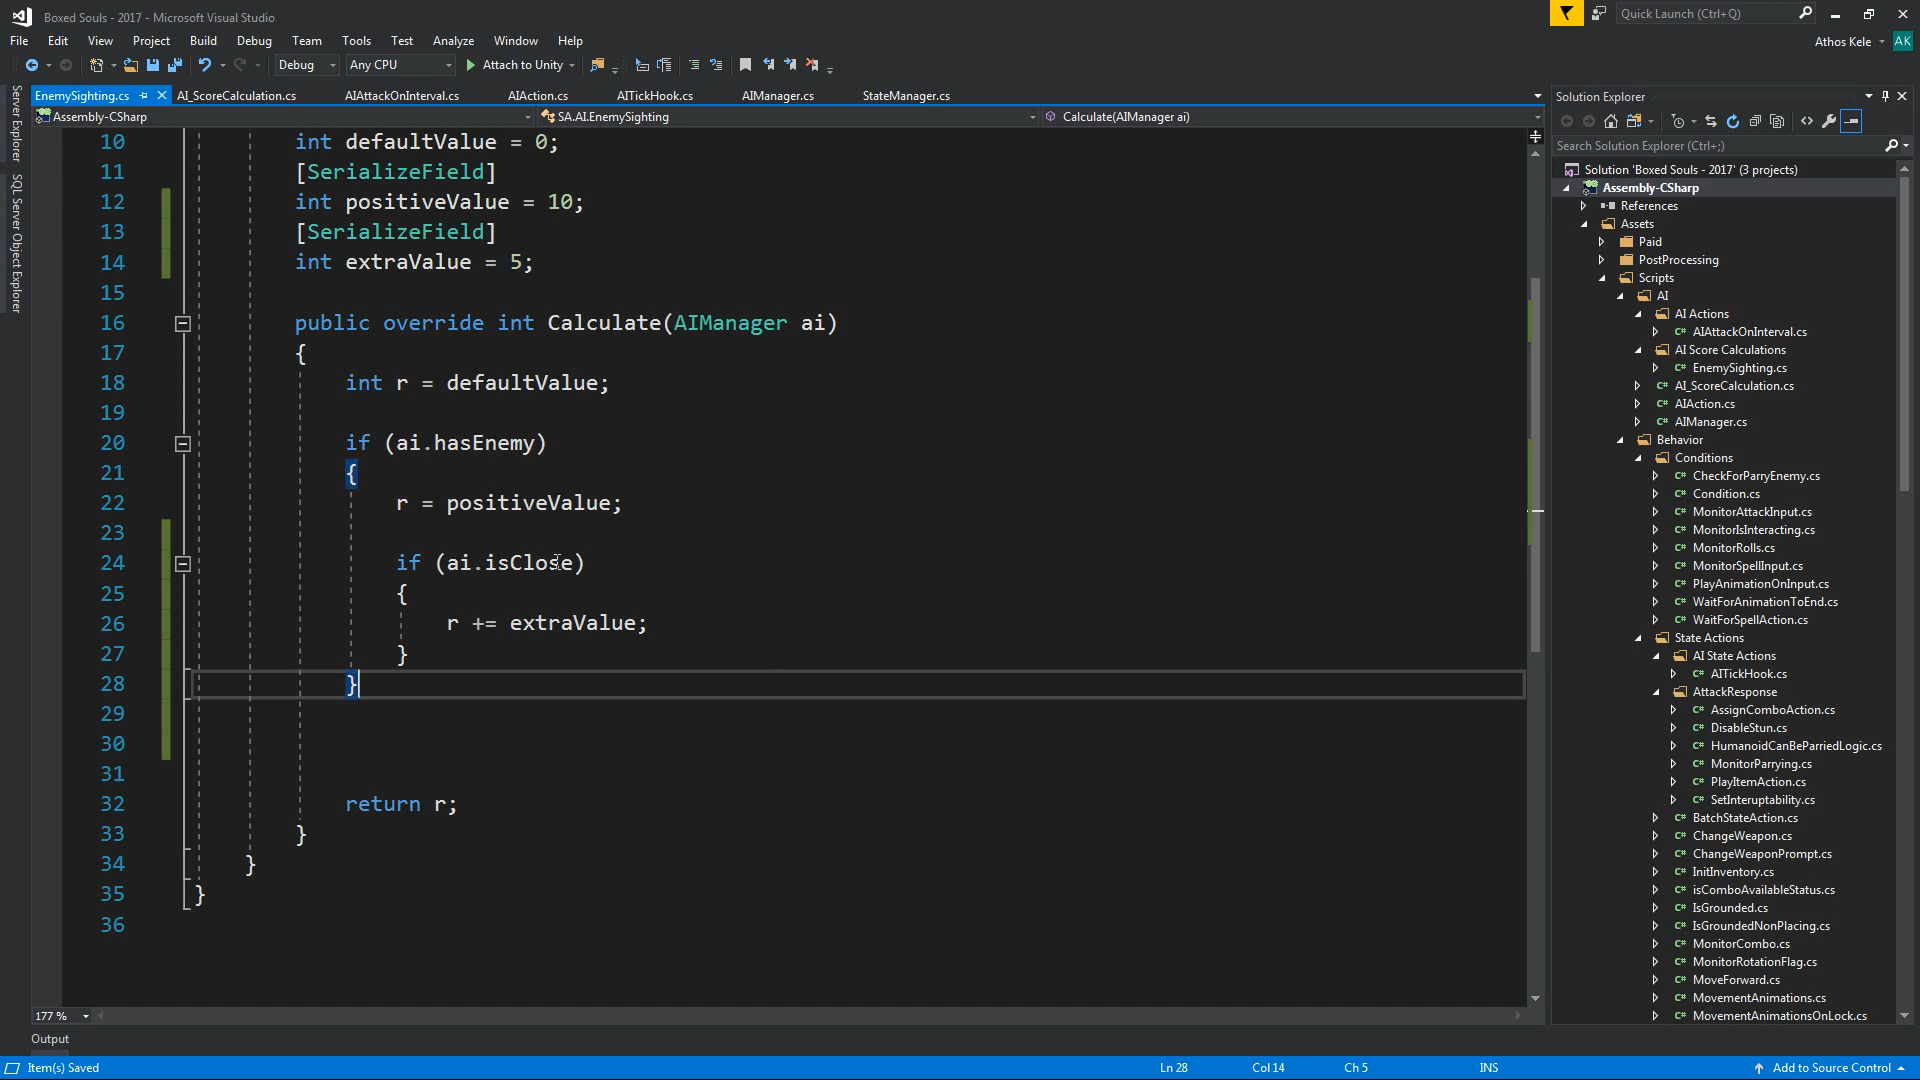 Boxed Souls - 2017 - Microsoft Visual Studio
Quick Launch (Ctrl+Q)
File Edit View Project Build Debug Team Tools Test Analyze Window Help
Athos Kele AK
Debug Any CPU Attach to Unity
EnemySighting.cs AI_ScoreCalculation.cs AIAttackOnInterval.cs AIAction.cs AITickHook.cs AIManager.cs StateManager.cs
Assembly-CSharp SA.AI.EnemySighting Calculate(AIManager ai)
Server Explorer
SQL Server Object Explorer
10 int defaultValue = 0;
11 [SerializeField]
12 int positiveValue = 10;
13 [SerializeField]
14 int extraValue = 5;
15
16 public override int Calculate(AIManager ai)
17 {
18 int r = defaultValue;
19
20 if (ai.hasEnemy)
21 {
22 r = positiveValue;
23
24 if (ai.isClose)
25 {
26 r += extraValue;
27 }
28 }
29
30
31
32 return r;
33 }
34 }
35 }
36
177 %
Output
Item(s) Saved
Ln 28 Col 14 Ch 5 INS
Add to Source Control
Solution Explorer
Search Solution Explorer (Ctrl+;)
Solution 'Boxed Souls - 2017' (3 projects)
Assembly-CSharp
References
Assets
Paid
PostProcessing
Scripts
AI
AI Actions
C# AIAttackOnInterval.cs
AI Score Calculations
C# EnemySighting.cs
C# AI_ScoreCalculation.cs
C# AIAction.cs
C# AIManager.cs
Behavior
Conditions
C# CheckForParryEnemy.cs
C# Condition.cs
C# MonitorAttackInput.cs
C# MonitorIsInteracting.cs
C# MonitorRolls.cs
C# MonitorSpellInput.cs
C# PlayAnimationOnInput.cs
C# WaitForAnimationToEnd.cs
C# WaitForSpellAction.cs
State Actions
AI State Actions
C# AITickHook.cs
AttackResponse
C# AssignComboAction.cs
C# DisableStun.cs
C# HumanoidCanBeParriedLogic.cs
C# MonitorParrying.cs
C# PlayItemAction.cs
C# SetInteruptability.cs
C# BatchStateAction.cs
C# ChangeWeapon.cs
C# ChangeWeaponPrompt.cs
C# InitInventory.cs
C# isComboAvailableStatus.cs
C# IsGrounded.cs
C# IsGroundedNonPlacing.cs
C# MonitorCombo.cs
C# MonitorRotationFlag.cs
C# MoveForward.cs
C# MovementAnimations.cs
C# MovementAnimationsOnLock.cs